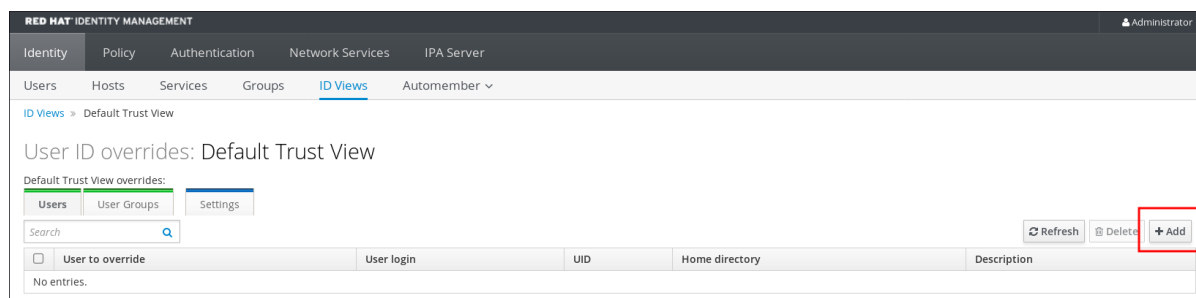 RED HAT IDENTITY MANAGEMENT Administrator
Identity Policy Authentication Network Services IPA Server
Users Hosts Services Groups ID Views Automember
ID Views » Default Trust View
User ID overrides: Default Trust View
Default Trust View overrides:
Users User Groups Settings
Search Refresh Delete + Add
User to override User login UID Home directory Description
No entries.